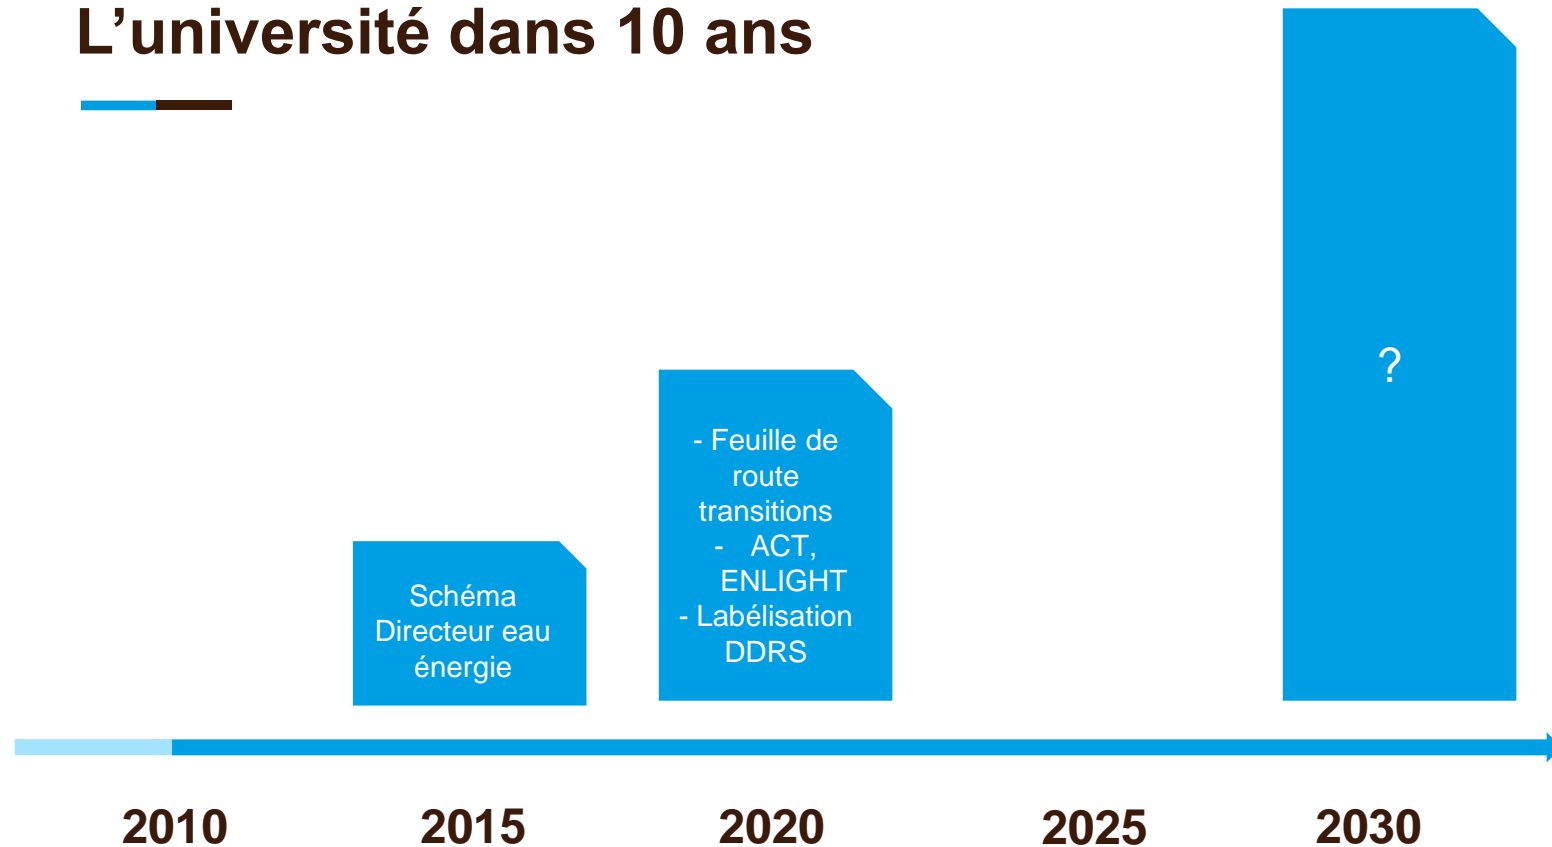 L’université dans 10 ans
Schéma
Directeur eau
énergie
- Feuille de
route
transitions
- ACT,
ENLIGHT
- Labélisation
DDRS
?
2010
2015
2020
2025
2030